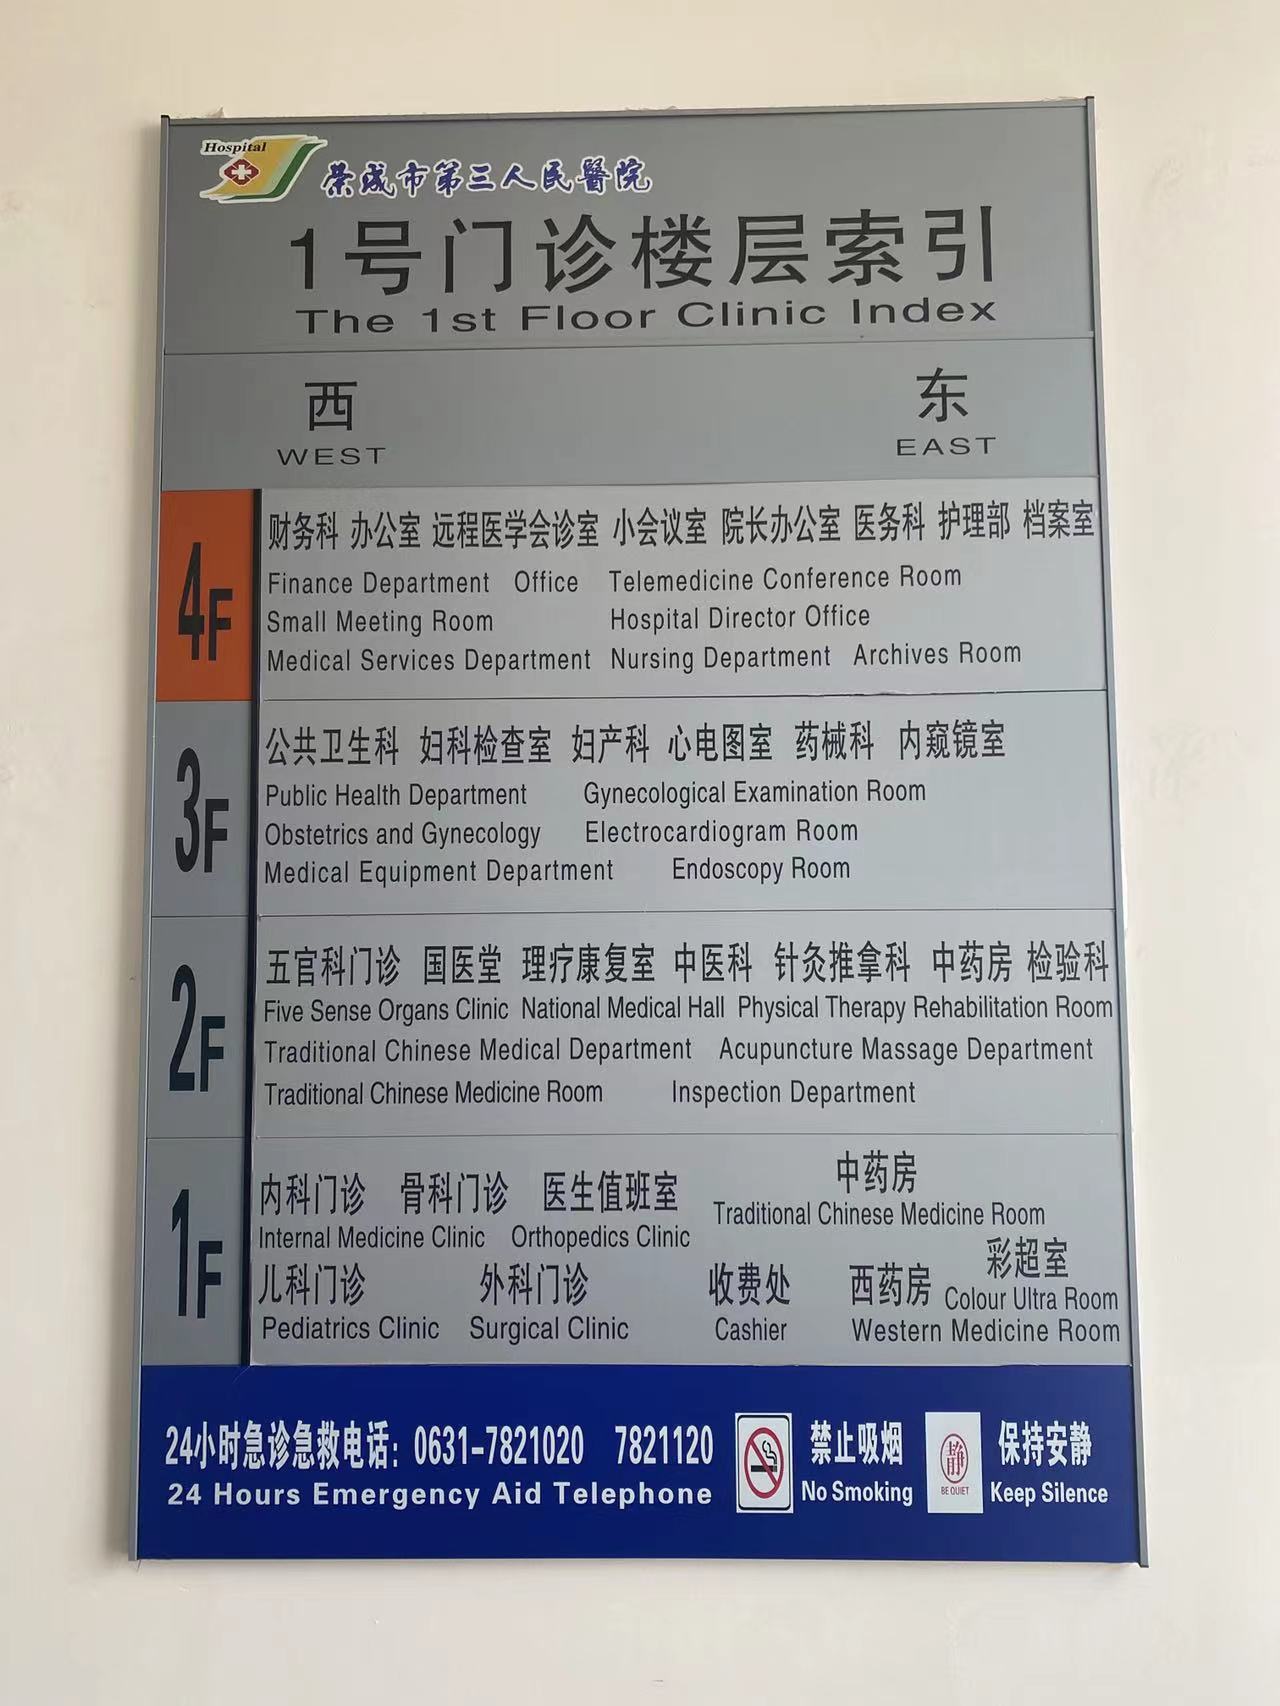 Hospital
荣成市第三人民醫院
1号门诊楼层索引
The 1st Floor Clinic Index
西 东
WEST EAST
4F
财务科 办公室 远程医学会诊室 小会议室 院长办公室 医务科 护理部 档案室
Finance Department Office Telemedicine Conference Room
Small Meeting Room Hospital Director Office
Medical Services Department Nursing Department Archives Room
3F
公共卫生科 妇科检查室 妇产科 心电图室 药械科 内窥镜室
Public Health Department Gynecological Examination Room
Obstetrics and Gynecology Electrocardiogram Room
Medical Equipment Department Endoscopy Room
2F
五官科门诊 国医堂 理疗康复室 中医科 针灸推拿科 中药房 检验科
Five Sense Organs Clinic National Medical Hall Physical Therapy Rehabilitation Room
Traditional Chinese Medical Department Acupuncture Massage Department
Traditional Chinese Medicine Room Inspection Department
1F
内科门诊 骨科门诊 医生值班室 中药房
Internal Medicine Clinic Orthopedics Clinic Traditional Chinese Medicine Room
儿科门诊 外科门诊 收费处 西药房 彩超室
Colour Ultra Room
Pediatrics Clinic Surgical Clinic Cashier Western Medicine Room
24小时急诊急救电话: 0631-7821020 7821120
24 Hours Emergency Aid Telephone
禁止吸烟
No Smoking
静
BE QUIET
保持安静
Keep Silence